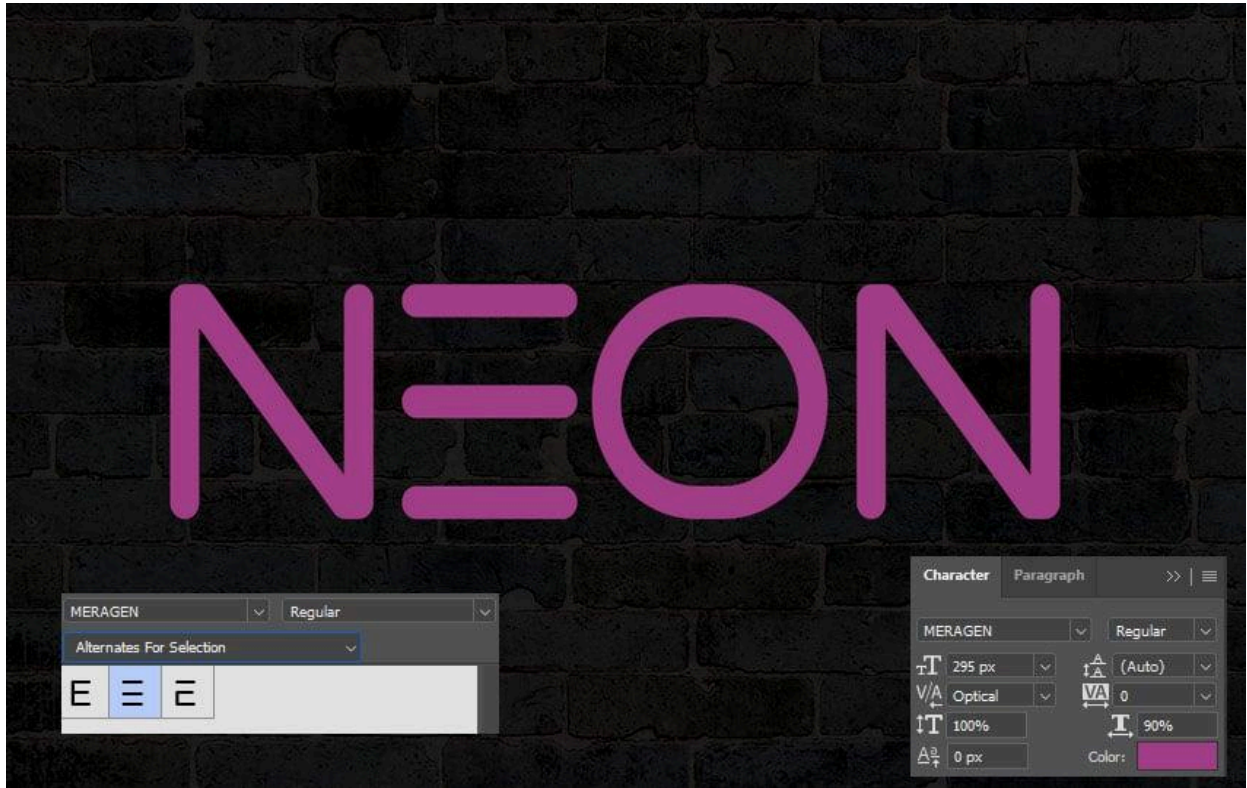 NEON
MERAGEN Regular
Alternates For Selection
E Ξ E
Character Paragraph
MERAGEN Regular
295 px (Auto)
V/A Optical VA 0
100% 90%
0 px Color: